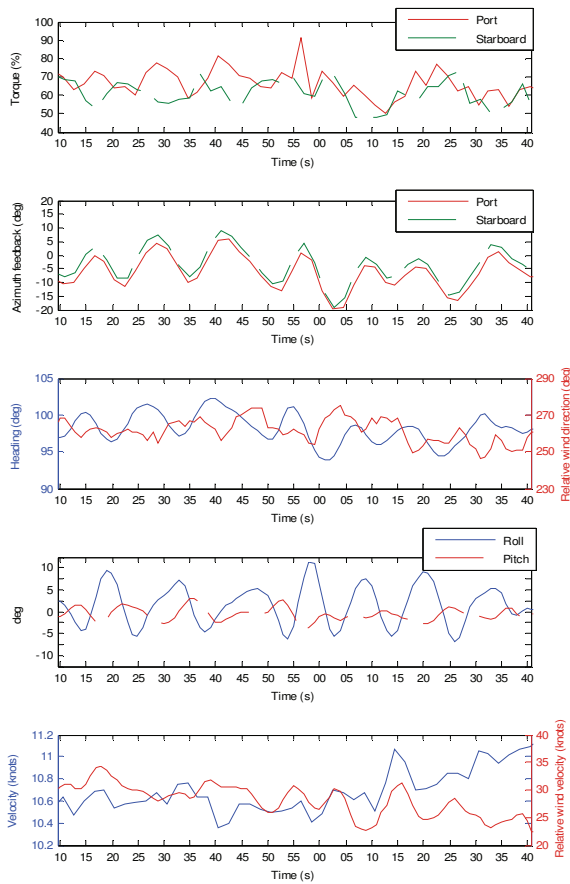 Port
Starboard
Torque (%)
100
90
80
70
60
50
40
10 15 20 25 30 35 40 45 50 55 00 05 10 15 20 25 30 35 40
Time (s)
Port
Starboard
Azimuth feedback (deg)
20
15
10
5
0
-5
-10
-15
-20
10 15 20 25 30 35 40 45 50 55 00 05 10 15 20 25 30 35 40
Time (s)
Heading (deg)
105
100
95
90
290
270
250
230
Relative wind direction (deg)
10 15 20 25 30 35 40 45 50 55 00 05 10 15 20 25 30 35 40
Time (s)
Roll
Pitch
deg
10
5
0
-5
-10
10 15 20 25 30 35 40 45 50 55 00 05 10 15 20 25 30 35 40
Time (s)
Velocity (knots)
11.2
11
10.8
10.6
10.4
10.2
40
35
30
25
20
Relative wind velocity (knots)
10 15 20 25 30 35 40 45 50 55 00 05 10 15 20 25 30 35 40
Time (s)